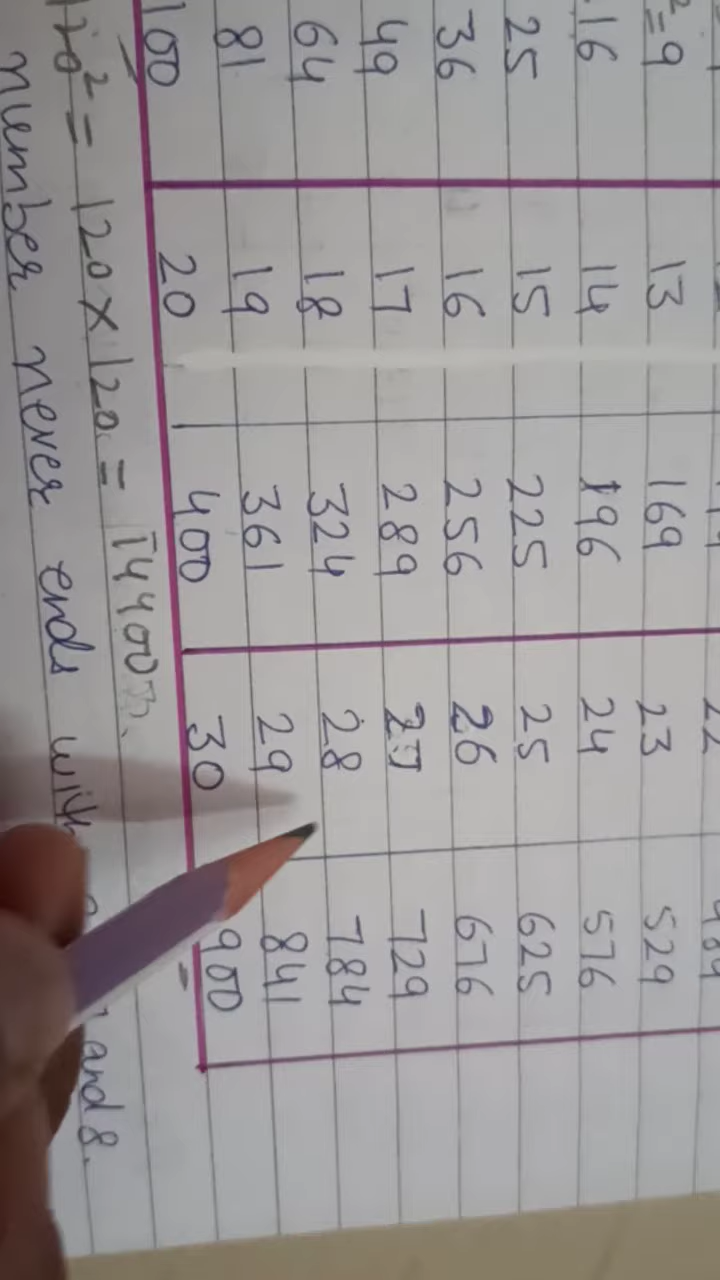 ²=9 13 169 23 529
16 14 196 24 576
25 15 225 25 625
36 16 256 26 676
49 17 289 27 729
64 18 324 28 784
81 19 361 29 841
100 20 400 30 900
20² = 120 × 120 = 14400
number never ends with and 8.